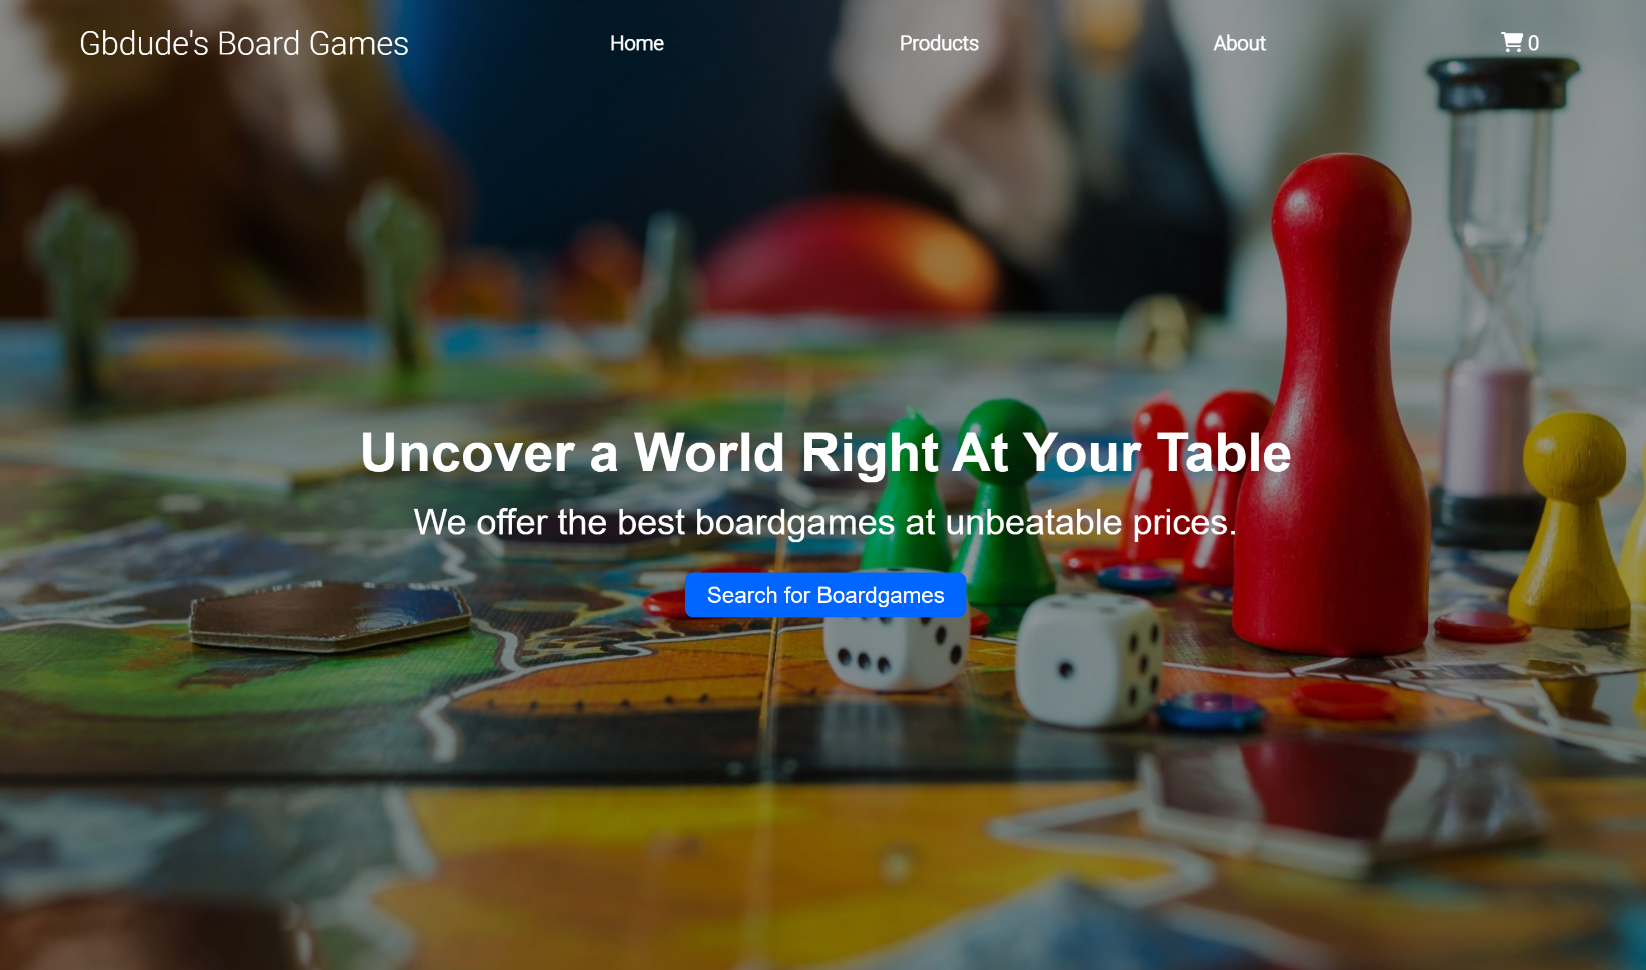 Gbdude's Board Games
Home
Products
About
0
Uncover a World Right At Your Table
We offer the best boardgames at unbeatable prices.
Search for Boardgames